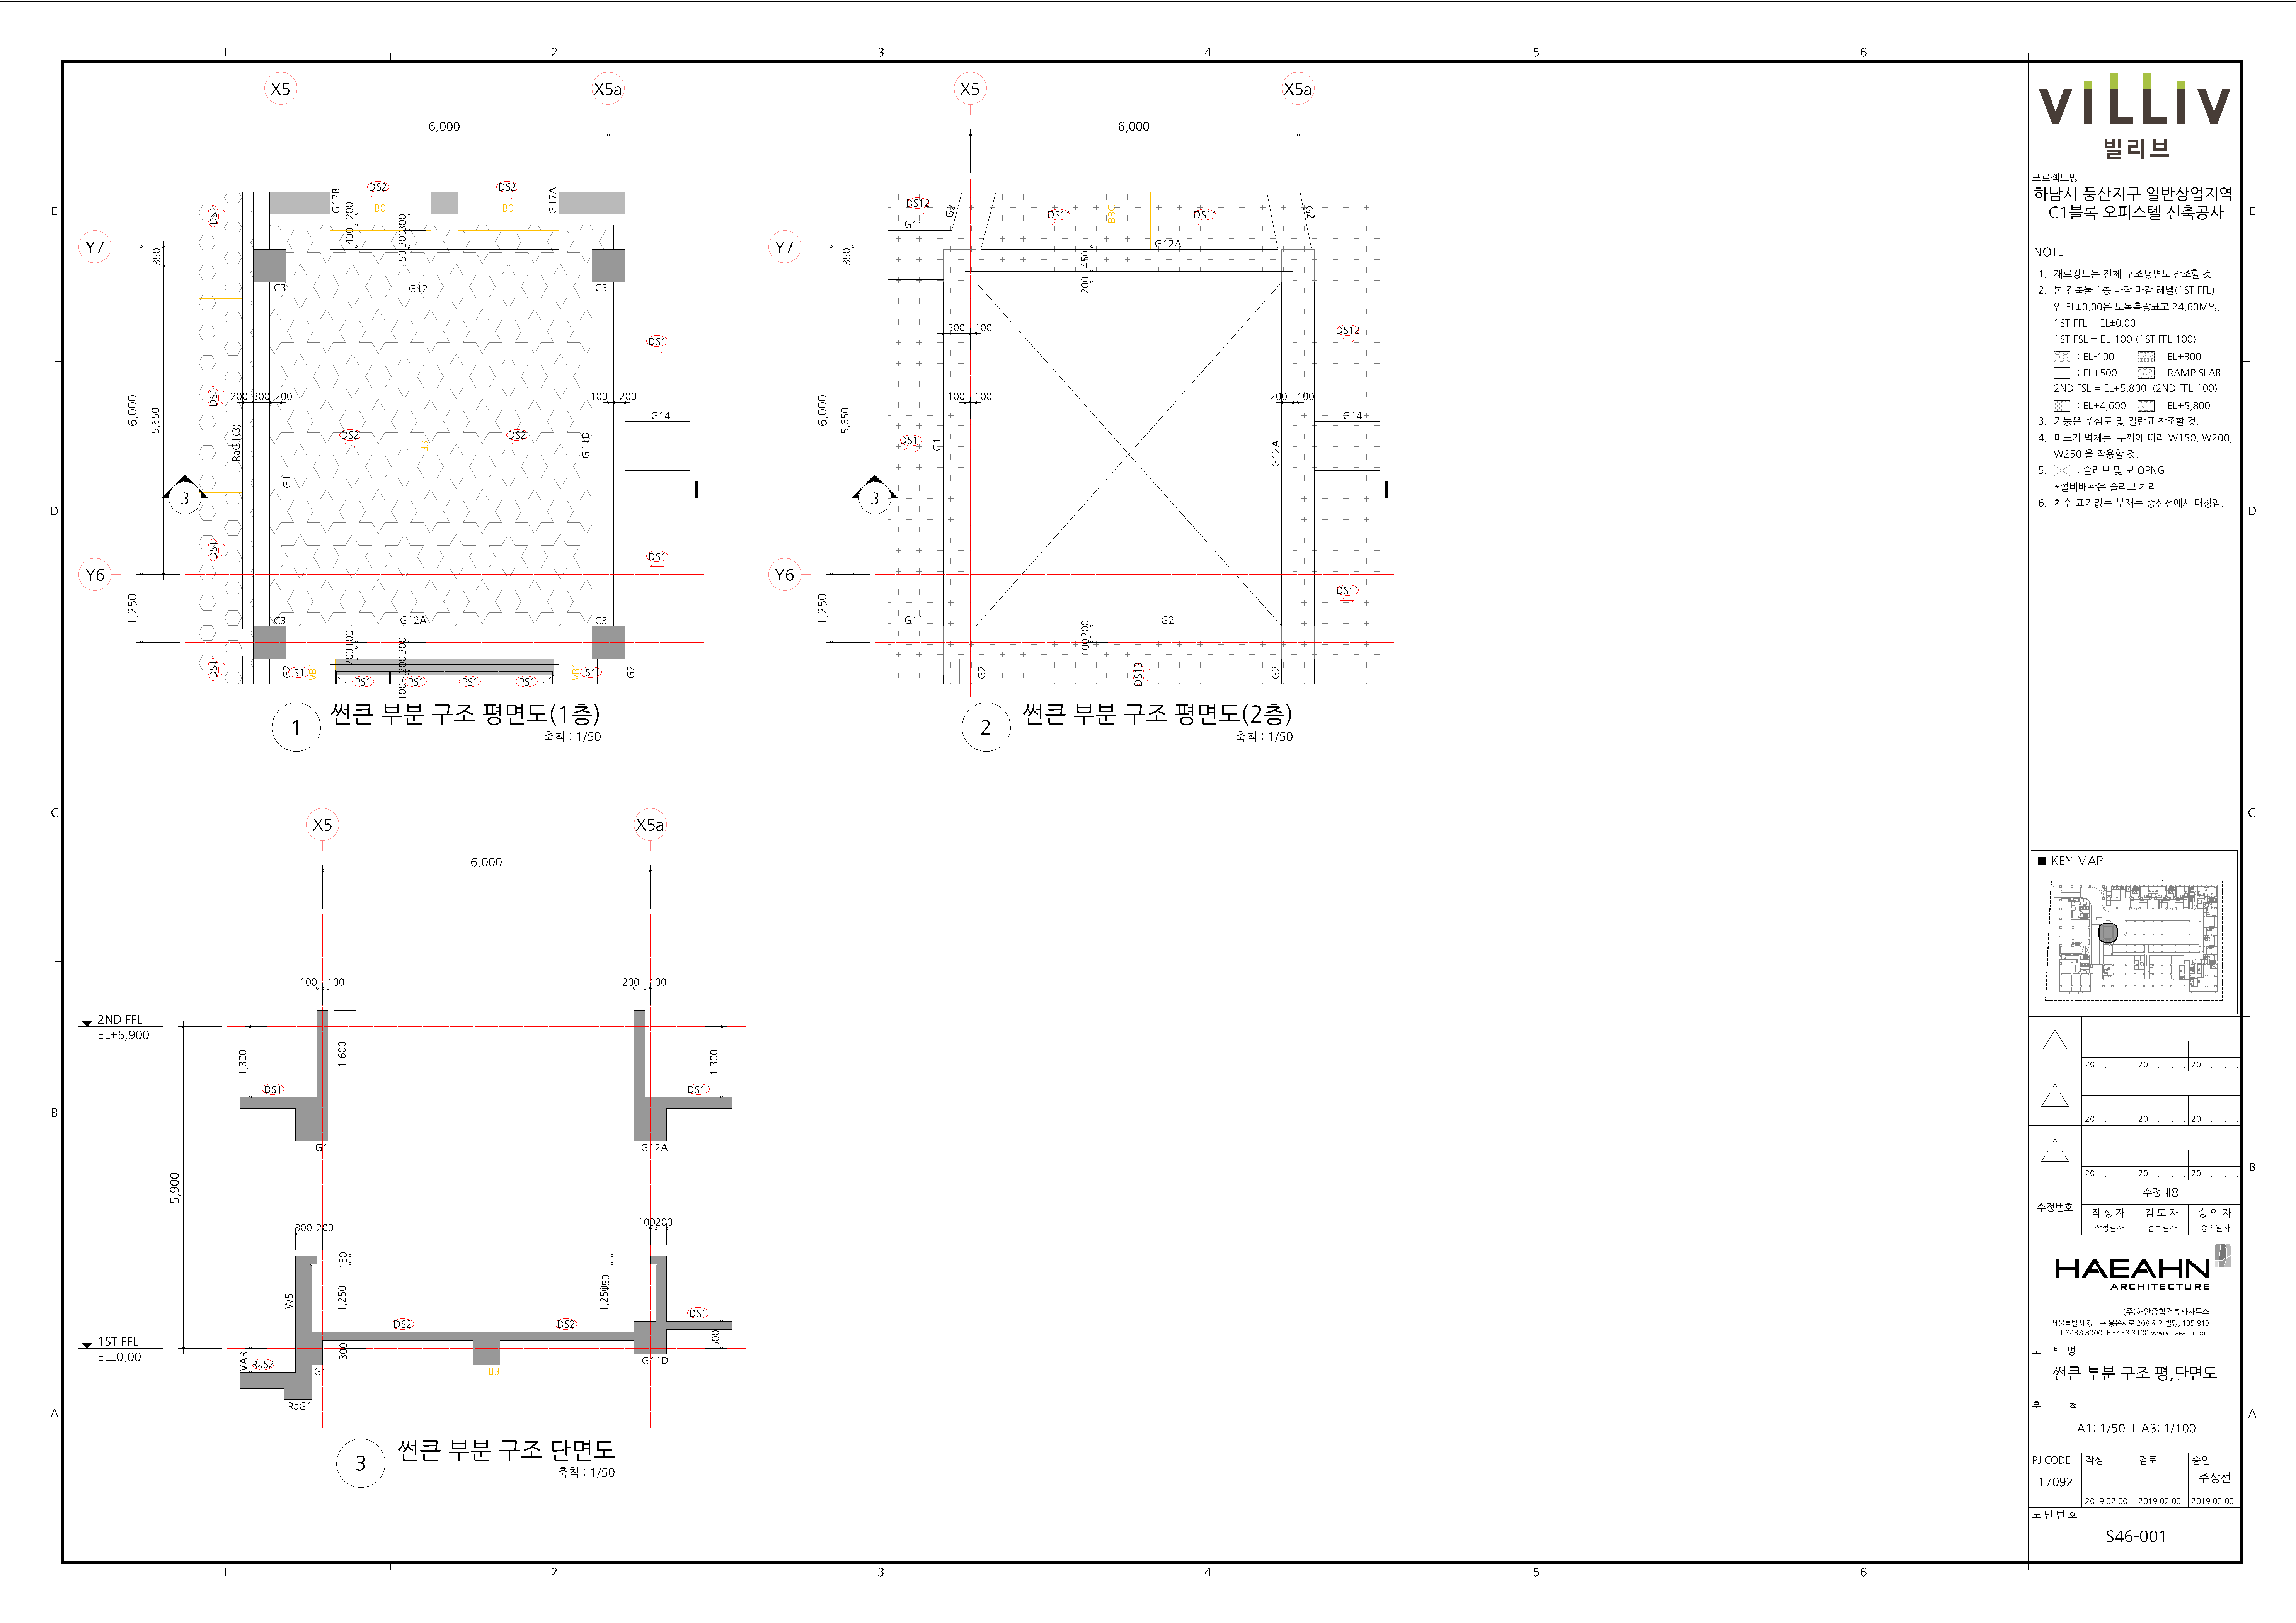 1
2
3
4
5
6
E
D
C
B
A
X5
X5a
6,000
Y7
Y6
350
6,000
5,650
1,250
DS1
DS2
DS2
B0
B0
G17B
G17A
200
400
300
300
50
C3
G12
C3
DS1
DS1
200 300 200
100 200
G14
RaG1(B)
DS2
DS2
B3
G11D
G1
3
DS1
DS1
C3
G12A
C3
100
200
300
200
100
DS1
G2
S1
VB1
PS1
PS1
PS1
PS1
VB1
S1
G2
1
썬큰 부분 구조 평면도(1층)
축척 : 1/50
X5
X5a
6,000
Y7
Y6
350
6,000
5,650
1,250
DS12
G2
G11
DS11
B3C
DS11
G2
G12A
450
200
500 100
DS12
100 100
200 100
G14
DS11
G1
G12A
3
DS11
G11
G2
200
100
G2
DS13
G2
2
썬큰 부분 구조 평면도(2층)
축척 : 1/50
X5
X5a
6,000
100 100
200 100
2ND FFL
EL+5,900
1,300
1,600
1,300
DS1
DS11
G1
G12A
5,900
300 200
100200
150
1,250
W5
150
1,250
DS2
DS2
DS1
1ST FFL
EL±0.00
300
500
VAR.
RaS2
G1
B3
G11D
RaG1
3
썬큰 부분 구조 단면도
축척 : 1/50
VILLIV
빌리브
프로젝트명
하남시 풍산지구 일반상업지역
C1블록 오피스텔 신축공사
NOTE
1. 재료강도는 전체 구조평면도 참조할 것.
2. 본 건축물 1층 바닥 마감 레벨(1ST FFL)
인 EL±0.00은 토목측량표고 24.60M임.
1ST FFL = EL±0.00
1ST FSL = EL-100 (1ST FFL-100)
: EL-100 : EL+300
: EL+500 : RAMP SLAB
2ND FSL = EL+5,800 (2ND FFL-100)
: EL+4,600 : EL+5,800
3. 기둥은 주심도 및 일람표 참조할 것.
4. 미표기 벽체는 두께에 따라 W150, W200,
W250 을 적용할 것.
5. : 슬래브 및 보 OPNG
*설비배관은 슬리브 처리
6. 치수 표기없는 부재는 중심선에서 대칭임.
■ KEY MAP
20 . . . 20 . . . 20 . . .
20 . . . 20 . . . 20 . . .
20 . . . 20 . . . 20 . . .
수정번호
수정내용
작 성 자 검 토 자 승 인 자
작성일자 검토일자 승인일자
HAEAHN
ARCHITECTURE
(주)해안종합건축사사무소
서울특별시 강남구 봉은사로 208 해안빌딩, 135-913
T.3438 8000 F.3438 8100 www.haeahn.com
도 면 명
썬큰 부분 구조 평,단면도
축 척
A1: 1/50 I A3: 1/100
PJ CODE 작성 검토 승인
17092 주상선
2019.02.00. 2019.02.00. 2019.02.00.
도 면 번 호
S46-001
E
D
C
B
A
1
2
3
4
5
6